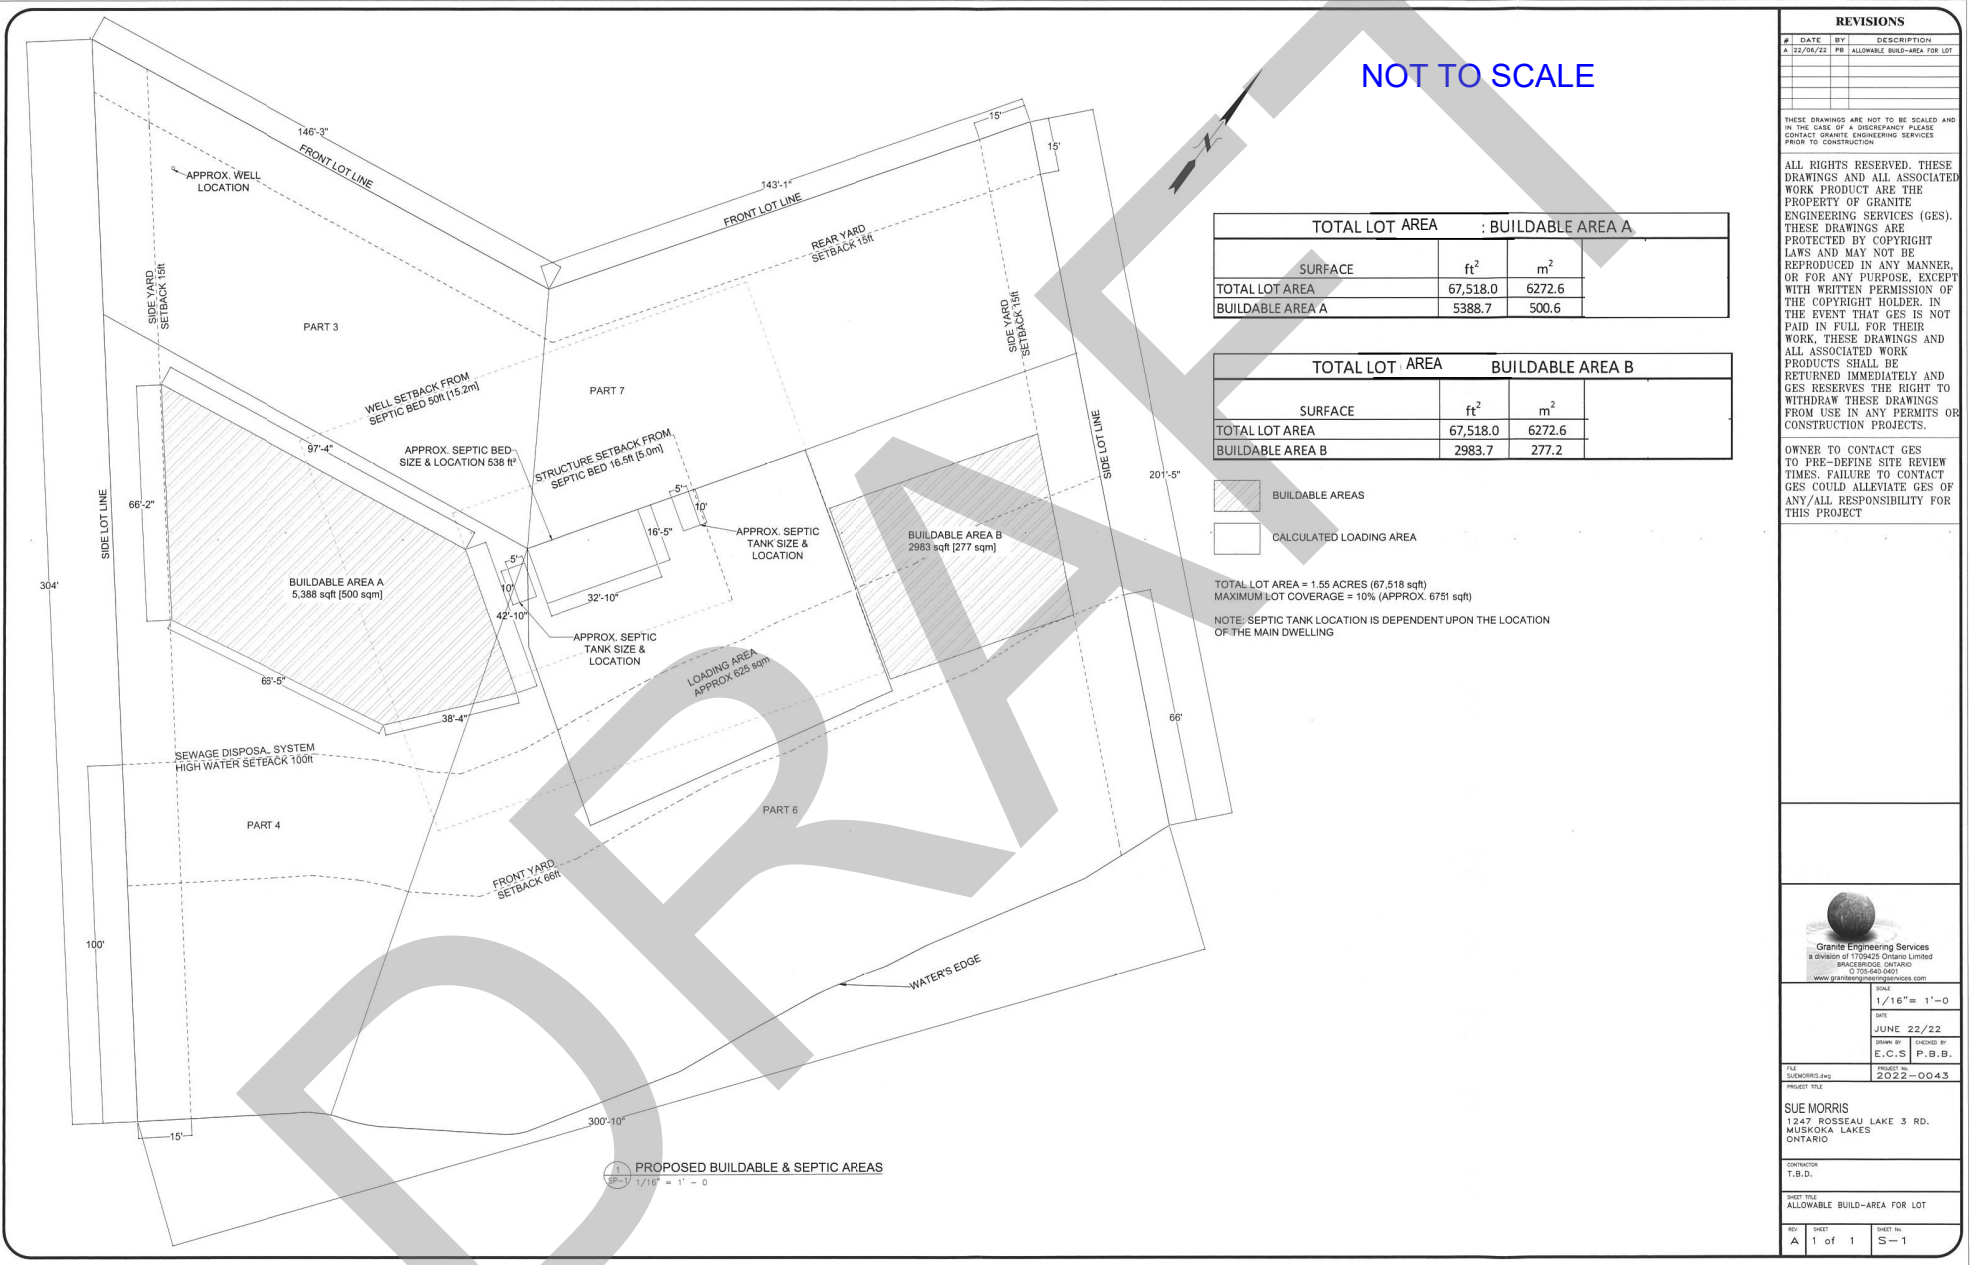 NOT TO SCALE
146'-3"
FRONT LOT LINE
APPROX. WELL
LOCATION
SIDE YARD
SETBACK 15ft
PART 3
143'-1"
FRONT LOT LINE
15'
15'
REAR YARD
SETBACK 15ft
SIDE YARD
SETBACK 15ft
N
WELL SETBACK FROM
SEPTIC BED 50ft [15.2m]
PART 7
97'-4"
APPROX. SEPTIC BED
SIZE & LOCATION 538 ft²
STRUCTURE SETBACK FROM
SEPTIC BED 16.5ft [5.0m]
SIDE LOT LINE
201'-5"
66'-2"
SIDE LOT LINE
304'
5'
10'
16'-5"
APPROX. SEPTIC
TANK SIZE &
LOCATION
BUILDABLE AREA B
2983 sqft [277 sqm]
BUILDABLE AREA A
5,388 sqft [500 sqm]
5'
10'
32'-10"
42'-10"
APPROX. SEPTIC
TANK SIZE &
LOCATION
LOADING AREA
APPROX 625 sqm
38'-4"
66'
SEWAGE DISPOSAL SYSTEM
HIGH WATER SETBACK 100ft
PART 4
PART 6
FRONT YARD
SETBACK 66ft
100'
WATER'S EDGE
15'
300'-10"
1
SP-1
PROPOSED BUILDABLE & SEPTIC AREAS
1/16" = 1' - 0
TOTAL LOT AREA : BUILDABLE AREA A
SURFACE ft² m²
TOTAL LOT AREA 67,518.0 6272.6
BUILDABLE AREA A 5388.7 500.6
TOTAL LOT AREA BUILDABLE AREA B
SURFACE ft² m²
TOTAL LOT AREA 67,518.0 6272.6
BUILDABLE AREA B 2983.7 277.2
BUILDABLE AREAS
CALCULATED LOADING AREA
TOTAL LOT AREA = 1.55 ACRES (67,518 sqft)
MAXIMUM LOT COVERAGE = 10% (APPROX. 6751 sqft)
NOTE: SEPTIC TANK LOCATION IS DEPENDENT UPON THE LOCATION
OF THE MAIN DWELLING
DRAFT
REVISIONS
# DATE BY DESCRIPTION
A 22/06/22 PB ALLOWABLE BUILD-AREA FOR LOT
THESE DRAWINGS ARE NOT TO BE SCALED AND
IN THE CASE OF A DISCREPANCY PLEASE
CONTACT GRANITE ENGINEERING SERVICES
PRIOR TO CONSTRUCTION
ALL RIGHTS RESERVED. THESE
DRAWINGS AND ALL ASSOCIATED
WORK PRODUCT ARE THE
PROPERTY OF GRANITE
ENGINEERING SERVICES (GES).
THESE DRAWINGS ARE
PROTECTED BY COPYRIGHT
LAWS AND MAY NOT BE
REPRODUCED IN ANY MANNER,
OR FOR ANY PURPOSE, EXCEPT
WITH WRITTEN PERMISSION OF
THE COPYRIGHT HOLDER. IN
THE EVENT THAT GES IS NOT
PAID IN FULL FOR THEIR
WORK, THESE DRAWINGS AND
ALL ASSOCIATED WORK
PRODUCTS SHALL BE
RETURNED IMMEDIATELY AND
GES RESERVES THE RIGHT TO
WITHDRAW THESE DRAWINGS
FROM USE IN ANY PERMITS OR
CONSTRUCTION PROJECTS.
OWNER TO CONTACT GES
TO PRE-DEFINE SITE REVIEW
TIMES. FAILURE TO CONTACT
GES COULD ALLEVIATE GES OF
ANY/ALL RESPONSIBILITY FOR
THIS PROJECT
Granite Engineering Services
a division of 1709425 Ontario Limited
BRACEBRIDGE, ONTARIO
O 705-640-0401
www.graniteengineeringservices.com
SCALE
1/16"= 1'-0
DATE
JUNE 22/22
DRAWN BY CHECKED BY
E.C.S P.B.B.
FILE PROJECT No.
SUEMORRIS.dwg 2022-0043
PROJECT TITLE
SUE MORRIS
1247 ROSSEAU LAKE 3 RD.
MUSKOKA LAKES
ONTARIO
CONTRACTOR
T.B.D.
SHEET TITLE
ALLOWABLE BUILD-AREA FOR LOT
REV. SHEET SHEET No.
A 1 of 1 S-1